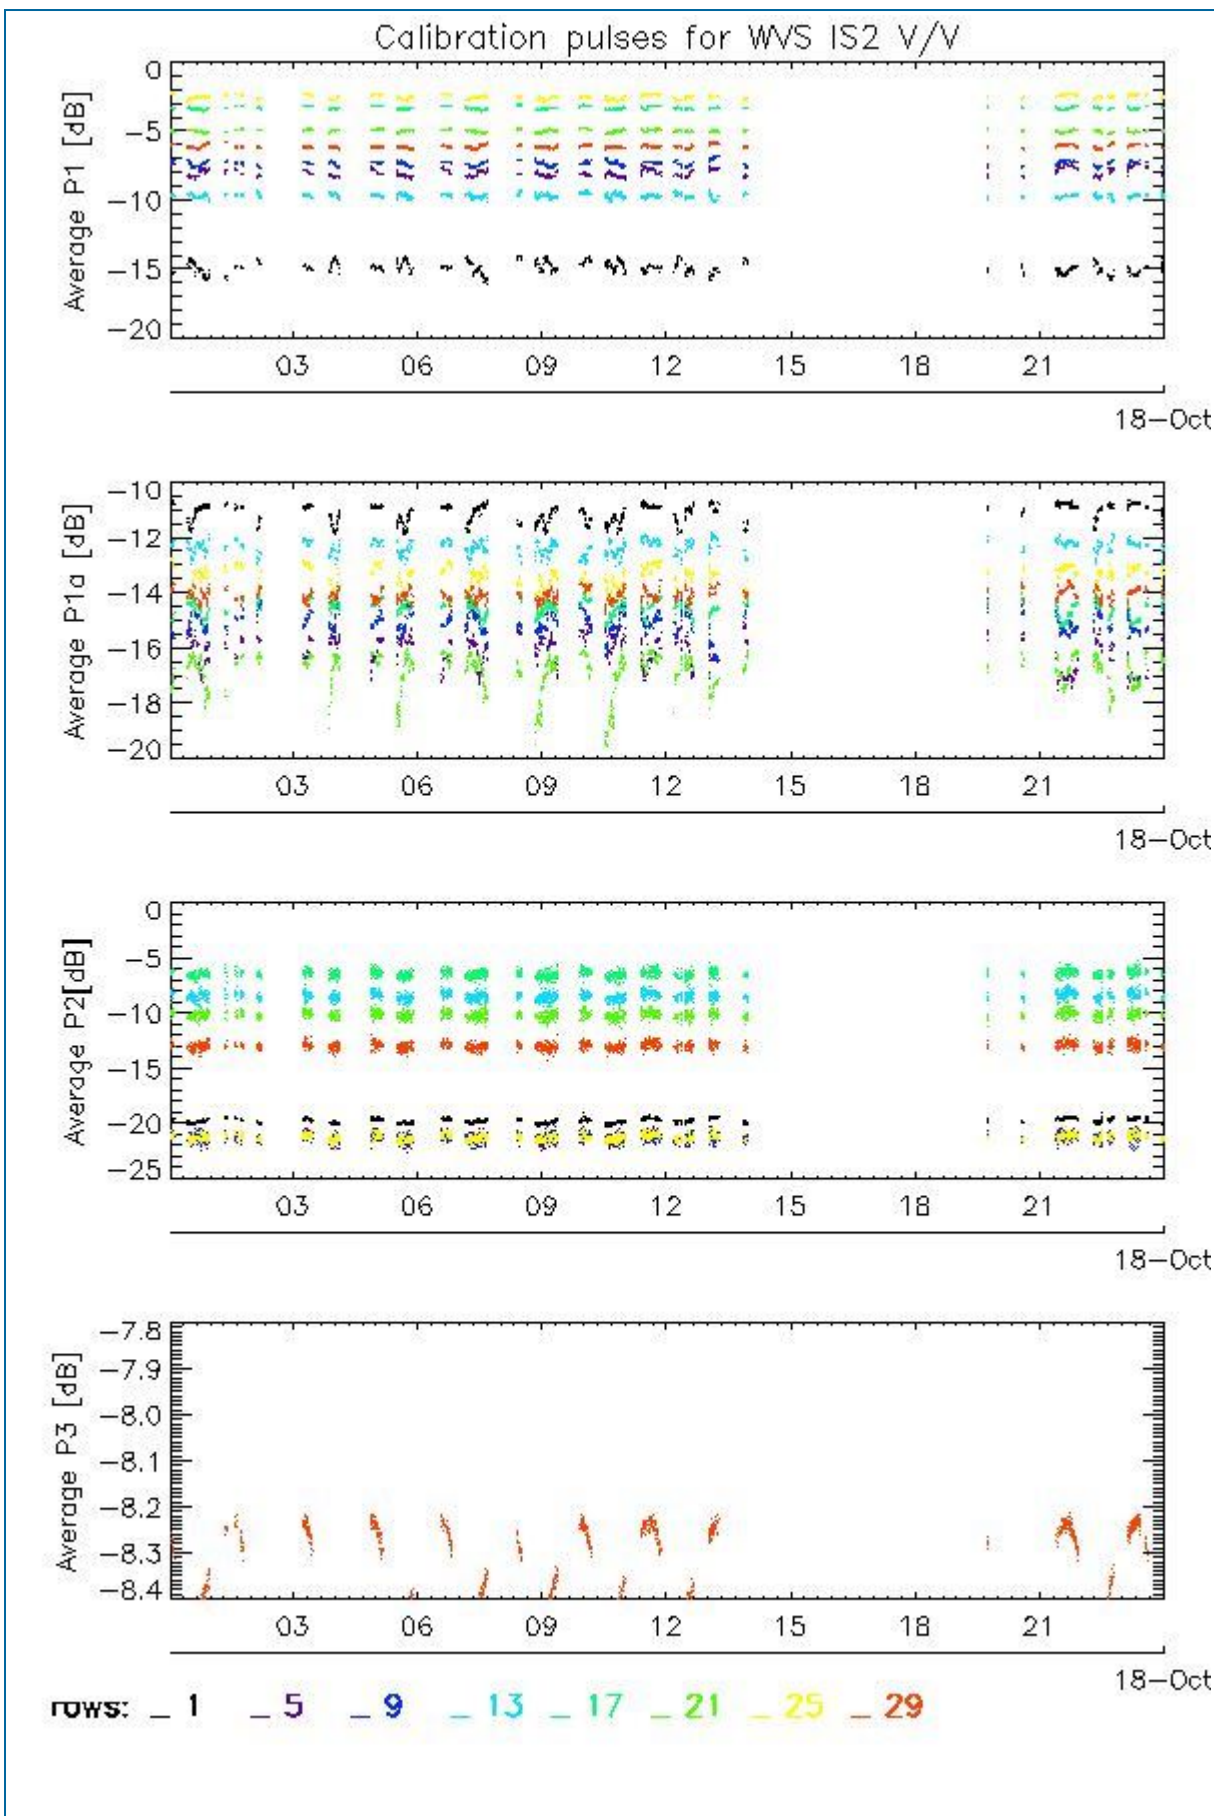 Calibration pulses for WVS IS2 V/V
Average P1 [dB]
0
-5
-10
-15
-20
03 06 09 12 15 18 21
18-Oct
Average P1a [dB]
-10
-12
-14
-16
-18
-20
03 06 09 12 15 18 21
18-Oct
Average P2[dB]
0
-5
-10
-15
-20
-25
03 06 09 12 15 18 21
18-Oct
Average P3 [dB]
-7.8
-7.9
-8.0
-8.1
-8.2
-8.3
-8.4
03 06 09 12 15 18 21
18-Oct
rows: _ 1 _ 5 _ 9 _ 13 _ 17 _ 21 _ 25 _ 29